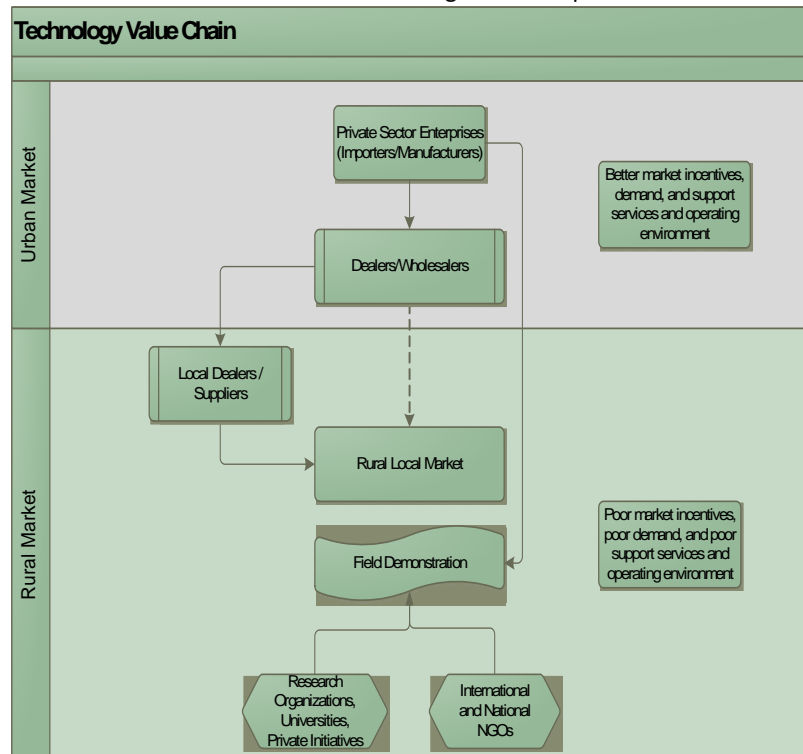 Technology Value Chain
Urban Market
Private Sector Enterprises
(Importers/Manufacturers)
Better market incentives,
demand, and support
services and operating
environment
Dealers/Wholesalers
Rural Market
Local Dealers /
Suppliers
Rural Local Market
Poor market incentives,
poor demand, and poor
support services and
operating environment
Field Demonstration
Research
Organizations,
Universities,
Private Initiatives
International
and National
NGOs